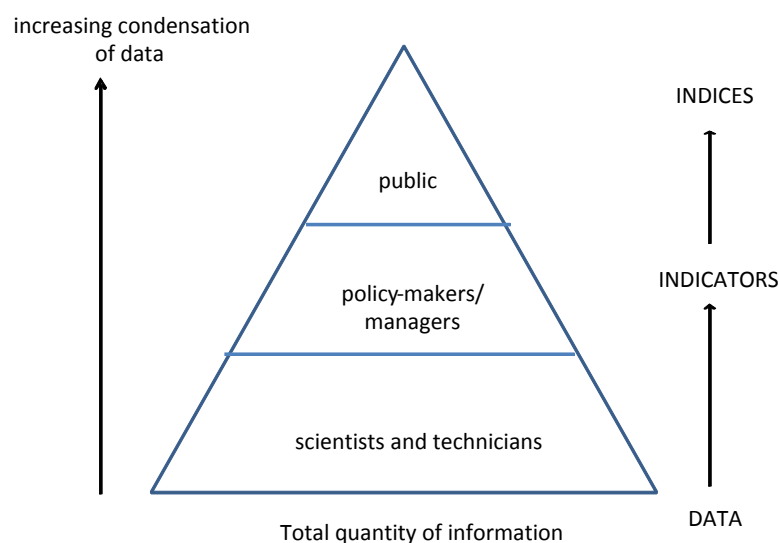 increasing condensation
of data
INDICES
public
INDICATORS
policy-makers/
managers
scientists and technicians
DATA
Total quantity of information